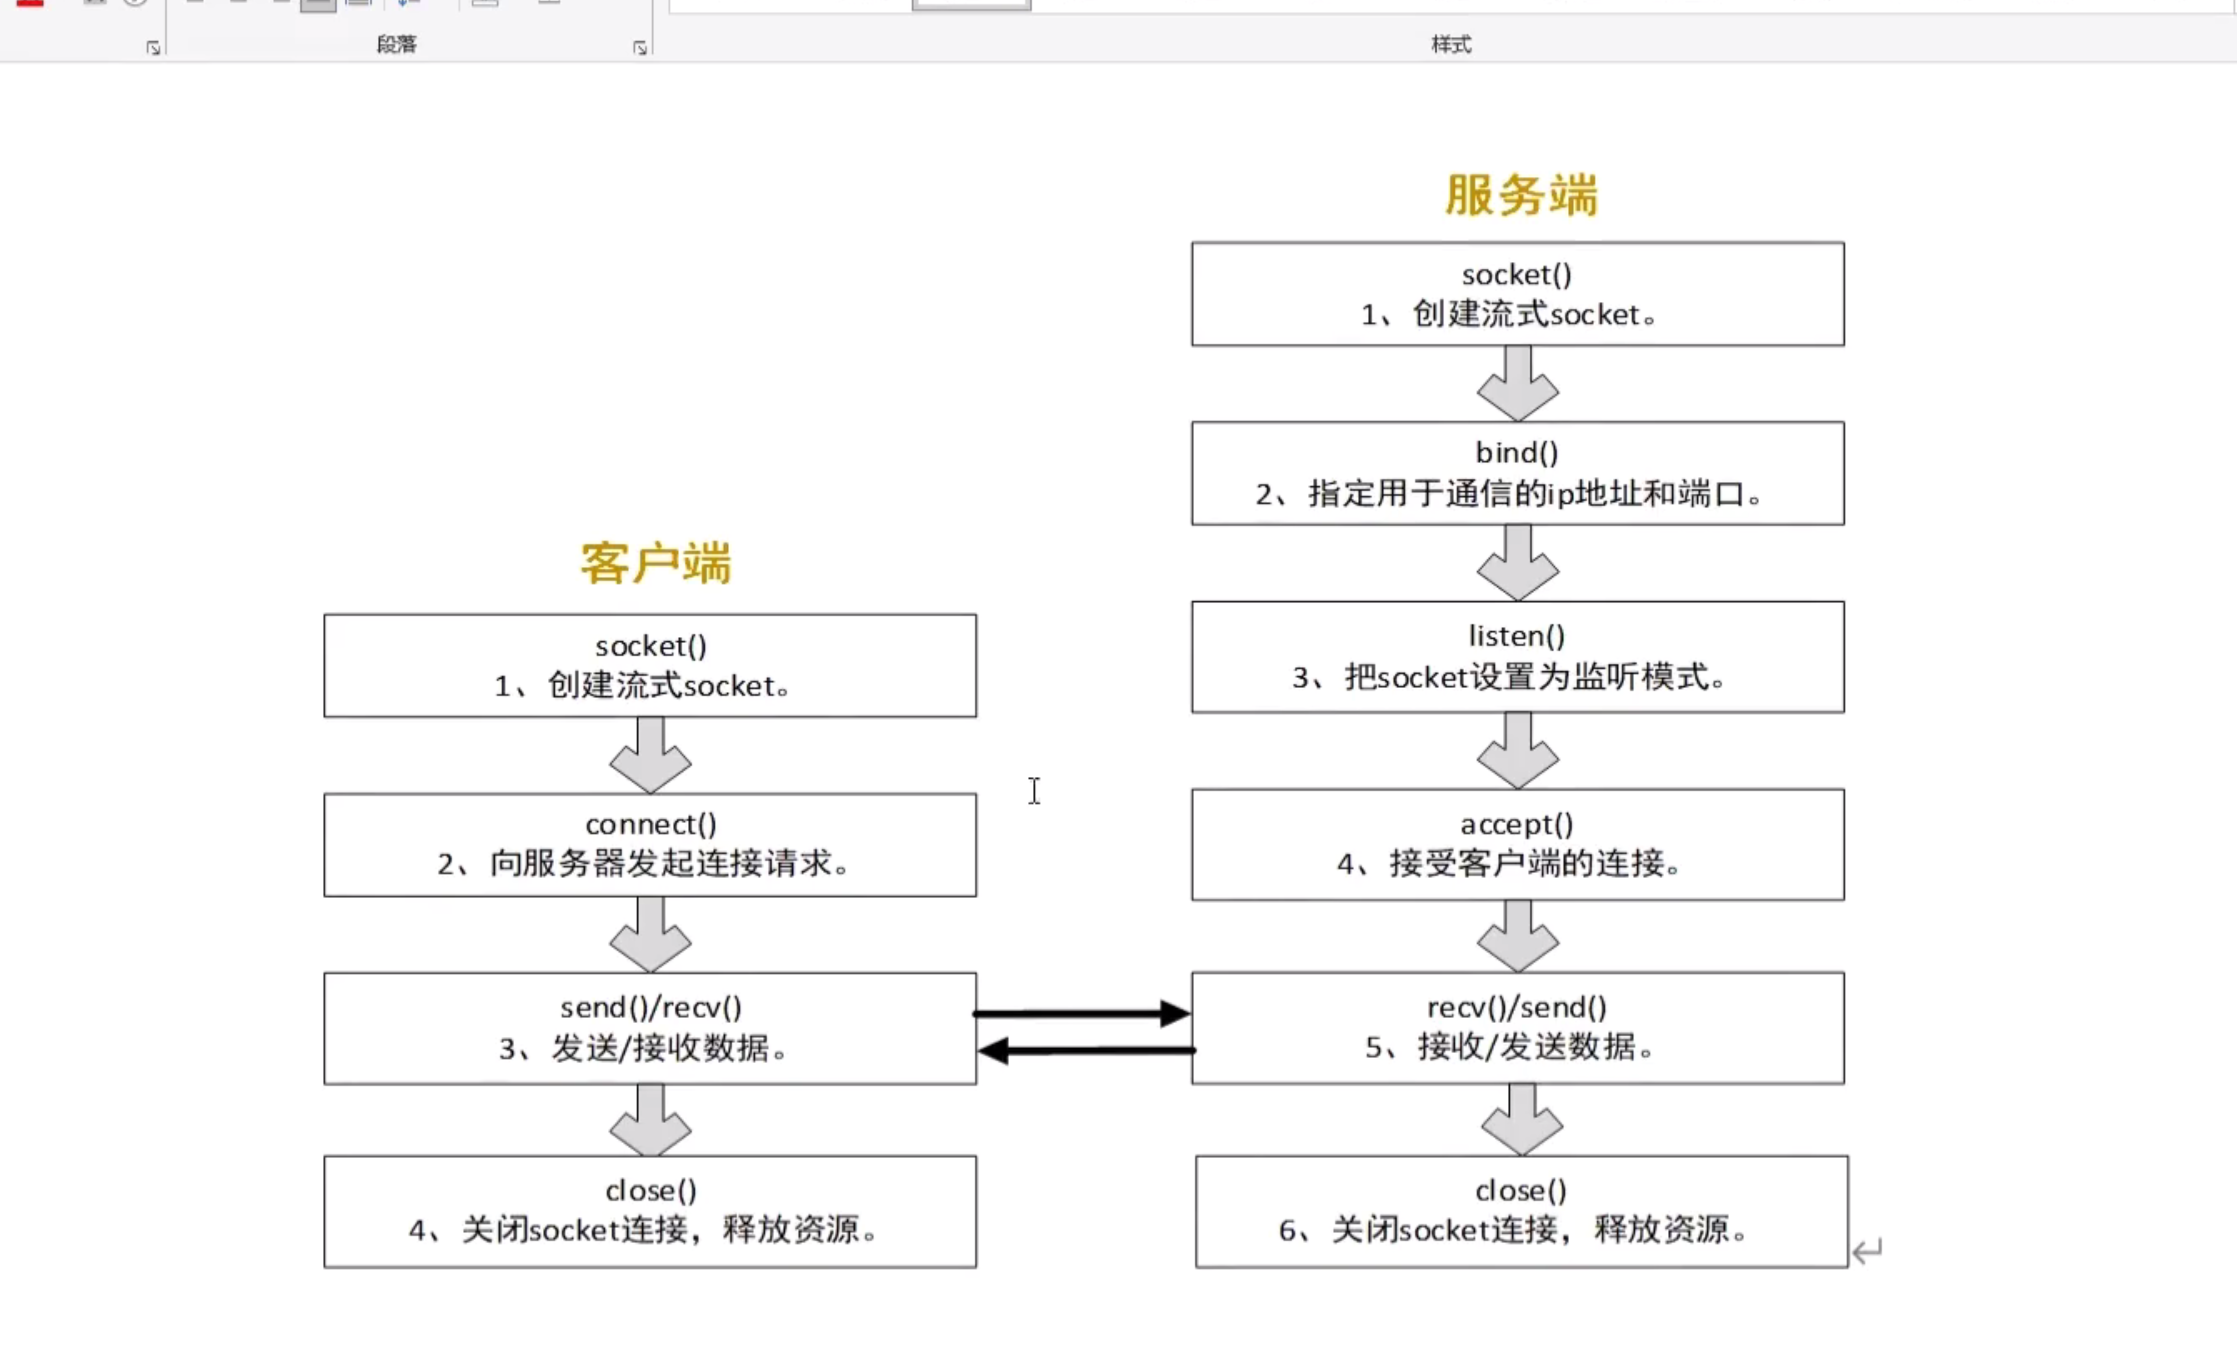 段落
样式
服务端
socket()
1、创建流式socket。
bind()
2、指定用于通信的ip地址和端口。
listen()
3、把socket设置为监听模式。
accept()
4、接受客户端的连接。
recv()/send()
5、接收/发送数据。
close()
6、关闭socket连接，释放资源。
客户端
socket()
1、创建流式socket。
connect()
2、向服务器发起连接请求。
send()/recv()
3、发送/接收数据。
close()
4、关闭socket连接，释放资源。